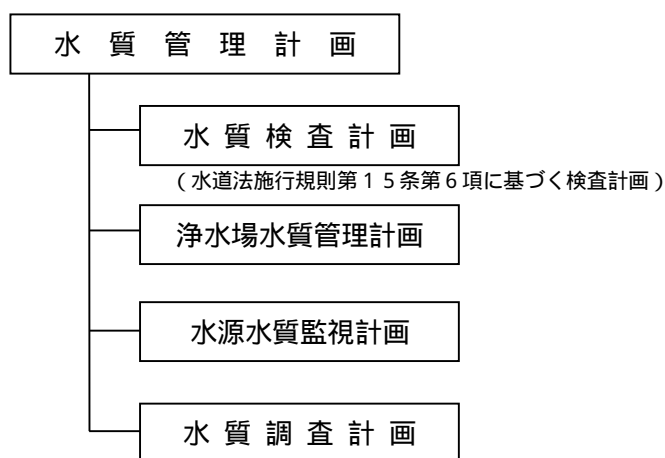 水質管理計画
水質検査計画
(水道法施行規則第15条第6項に基づく検査計画)
浄水場水質管理計画
水源水質監視計画
水質調査計画